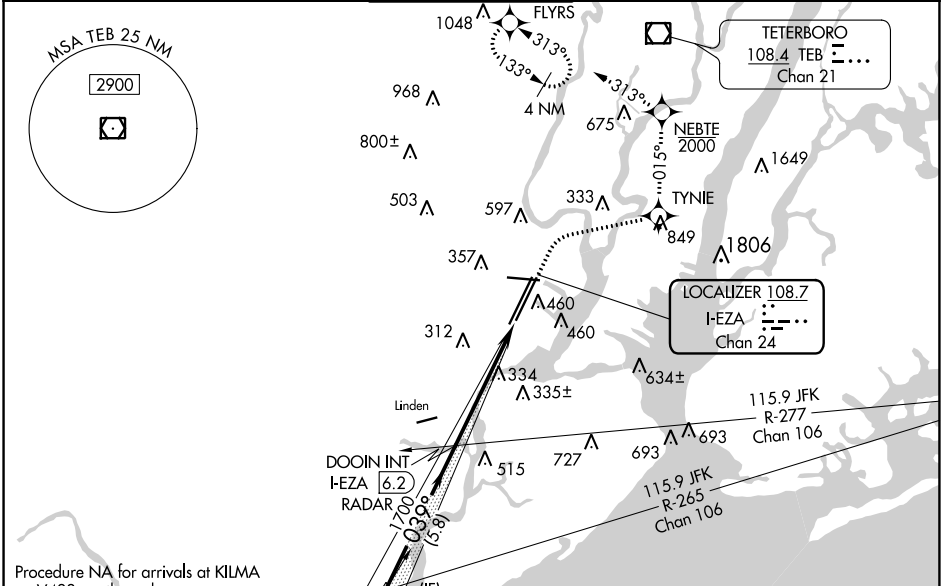 MSA TEB 25 NM
2900
1048
FLYRS
313°
133°
4 NM
313°
TETERBORO
108.4 TEB
Chan 21
968
675
NEBTE
2000
800±
015°
1649
503
597
333
TYNIE
849
357
1806
LOCALIZER 108.7
I-EZA
Chan 24
460
460
312
334
335±
634±
Linden
115.9 JFK
R-277
Chan 106
DOOIN INT
I-EZA 6.2
RADAR
515
727
693
693
115.9 JFK
R-265
Chan 106
1700
039°
(5.8)
Procedure NA for arrivals at KILMA
(IF)